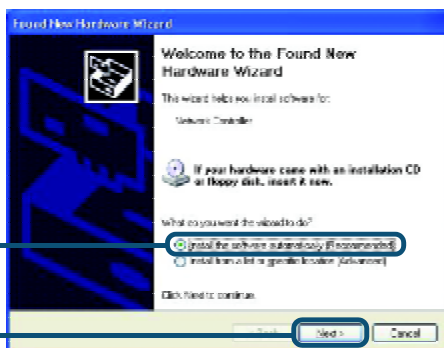 Found New Hardware Wizard
Welcome to the Found New
Hardware Wizard
This wizard helps you install software for:
Network Controller
If your hardware came with an installation CD
or floppy disk, insert it now.
What do you want the wizard to do?
Install the software automatically (Recommended)
Install from a list or specific location (Advanced)
Click Next to continue.
< Back
Next >
Cancel